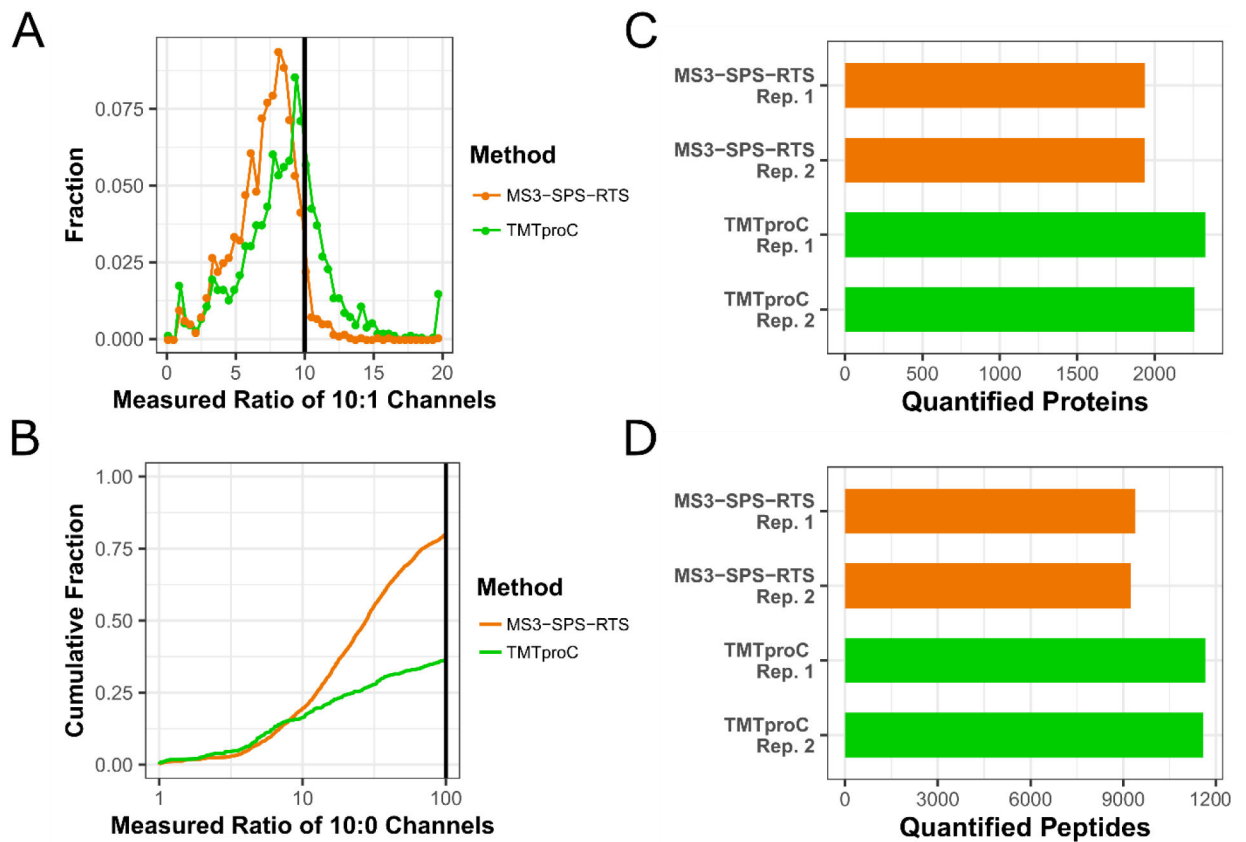 A
0.075
0.050
0.025
0.000
Fraction
0
5
10
15
20
Measured Ratio of 10:1 Channels
Method
MS3−SPS−RTS
TMTproC
B
1.00
0.75
0.50
0.25
0.00
Cumulative Fraction
1
10
100
Measured Ratio of 10:0 Channels
Method
MS3−SPS−RTS
TMTproC
C
MS3−SPS−RTS
Rep. 1
MS3−SPS−RTS
Rep. 2
TMTproC
Rep. 1
TMTproC
Rep. 2
0
500
1000
1500
2000
Quantified Proteins
D
MS3−SPS−RTS
Rep. 1
MS3−SPS−RTS
Rep. 2
TMTproC
Rep. 1
TMTproC
Rep. 2
0
3000
6000
9000
1200
Quantified Peptides